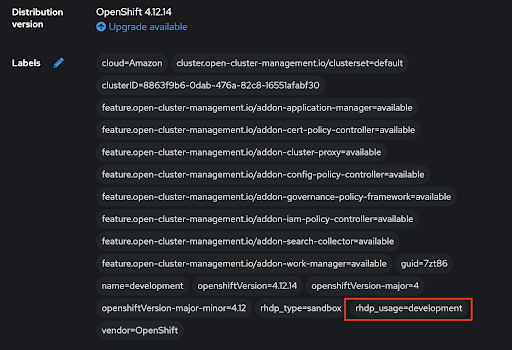 Distribution version OpenShift 4.12.14
Upgrade available
Labels cloud=Amazon cluster.open-cluster-management.io/clusterset=default
clusterID=8863f9b6-0dab-476a-82c8-16551afabf30
feature.open-cluster-management.io/addon-application-manager=available
feature.open-cluster-management.io/addon-cert-policy-controller=available
feature.open-cluster-management.io/addon-cluster-proxy=available
feature.open-cluster-management.io/addon-config-policy-controller=available
feature.open-cluster-management.io/addon-governance-policy-framework=available
feature.open-cluster-management.io/addon-iam-policy-controller=available
feature.open-cluster-management.io/addon-search-collector=available
feature.open-cluster-management.io/addon-work-manager=available guid=7zt86
name=development openshiftVersion=4.12.14 openshiftVersion-major=4
openshiftVersion-major-minor=4.12 rhdp_type=sandbox rhdp_usage=development
vendor=OpenShift